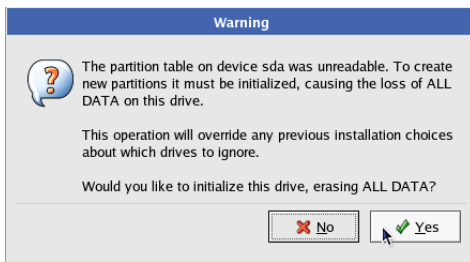 Warning
The partition table on device sda was unreadable. To create
new partitions it must be initialized, causing the loss of ALL
DATA on this drive.
This operation will override any previous installation choices
about which drives to ignore.
Would you like to initialize this drive, erasing ALL DATA?
No
Yes